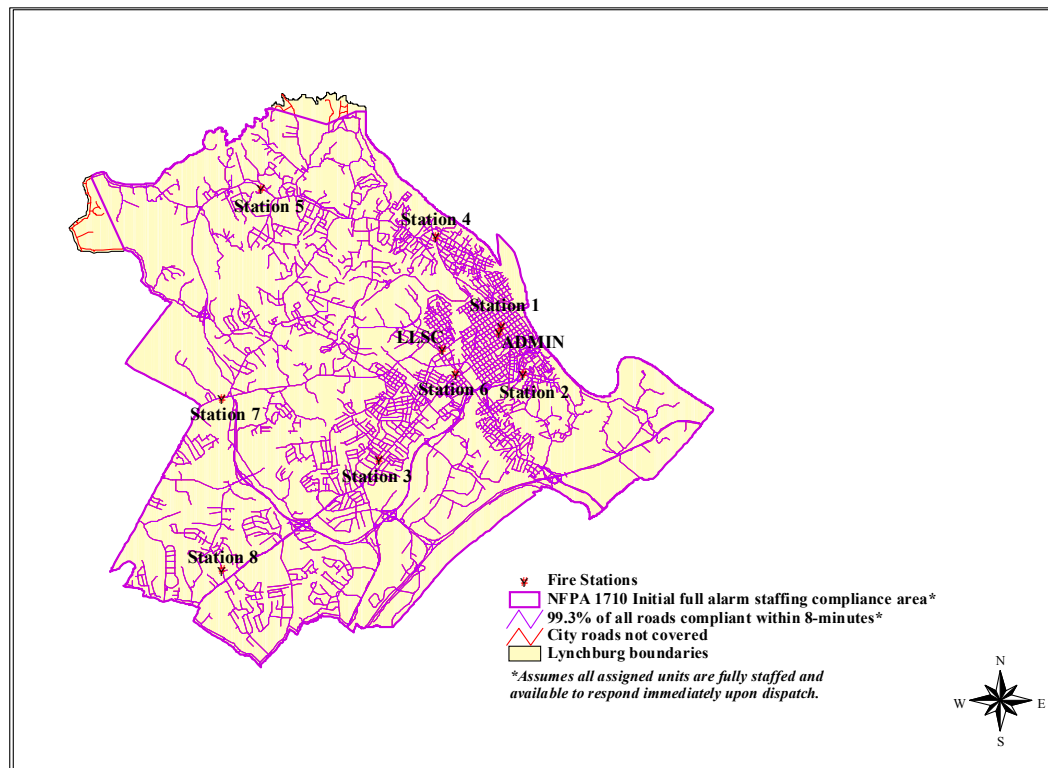 Station 5
Station 4
Station 1
LLSC
ADMIN
Station 6
Station 2
Station 7
Station 3
Station 8
Fire Stations
NFPA 1710 Initial full alarm staffing compliance area*
99.3% of all roads compliant within 8-minutes*
City roads not covered
Lynchburg boundaries
*Assumes all assigned units are fully staffed and
available to respond immediately upon dispatch.
N
W
E
S